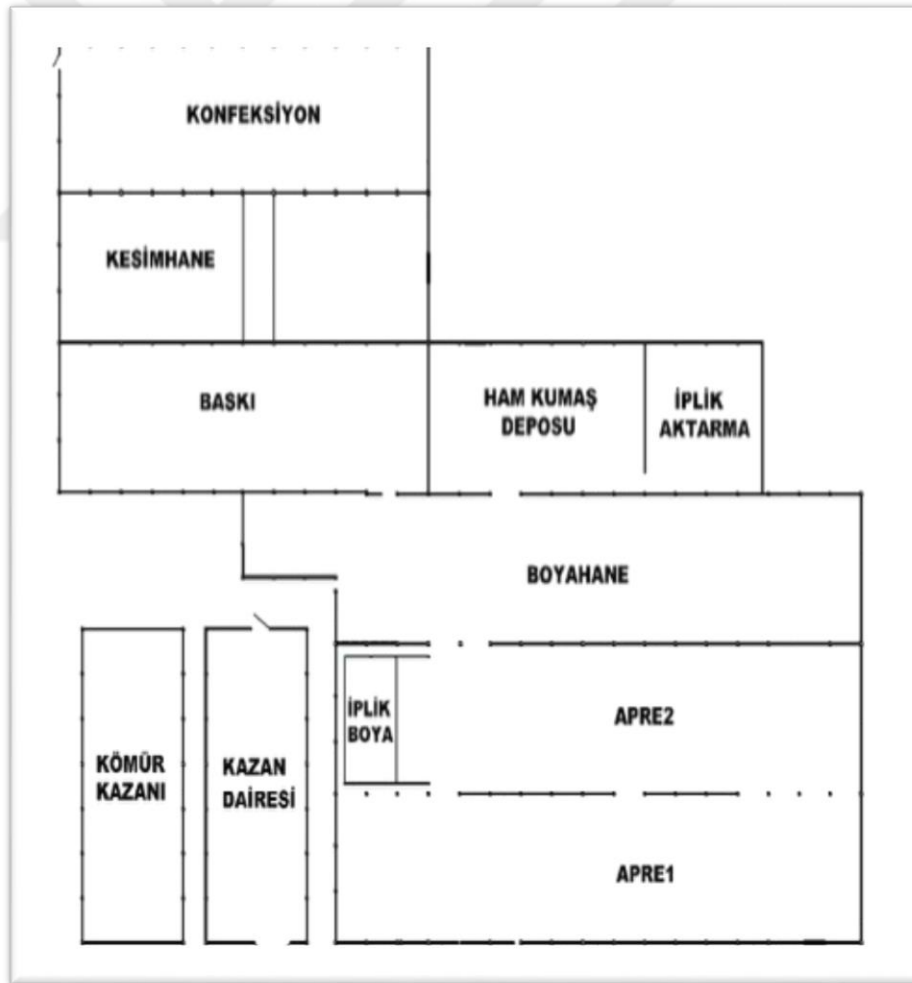 KONFEKSİYON
KESİMHANE
BASKI
HAM KUMAŞ
DEPOSU
İPLİK
AKTARMA
BOYAHANE
İPLİK
BOYA
APRE2
KÖMÜR
KAZANI
KAZAN
DAİRESİ
APRE1